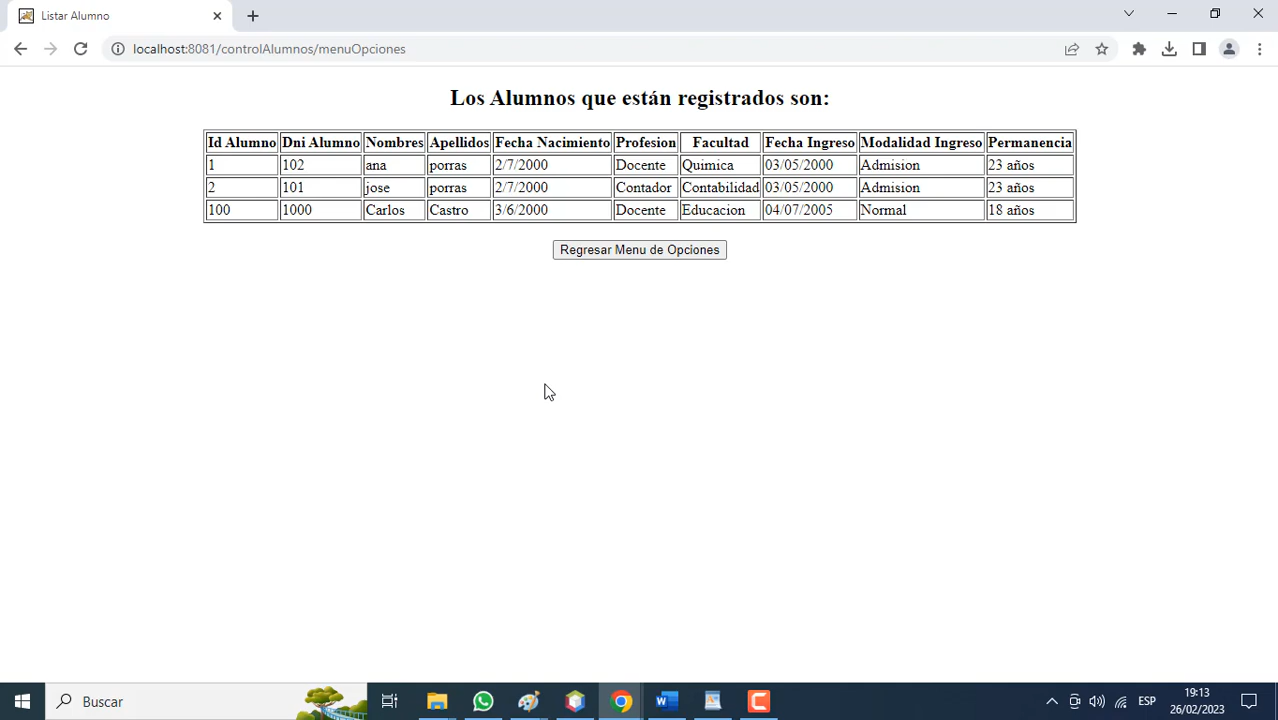 Listar Alumno
localhost:8081/controlAlumnos/menuOpciones
Los Alumnos que están registrados son:
Id Alumno Dni Alumno Nombres Apellidos Fecha Nacimiento Profesion Facultad Fecha Ingreso Modalidad Ingreso Permanencia
1 102 ana porras 2/7/2000 Docente Quimica 03/05/2000 Admision 23 años
2 101 jose porras 2/7/2000 Contador Contabilidad 03/05/2000 Admision 23 años
100 1000 Carlos Castro 3/6/2000 Docente Educacion 04/07/2005 Normal 18 años
Regresar Menu de Opciones
Buscar
ESP
19:13
26/02/2023